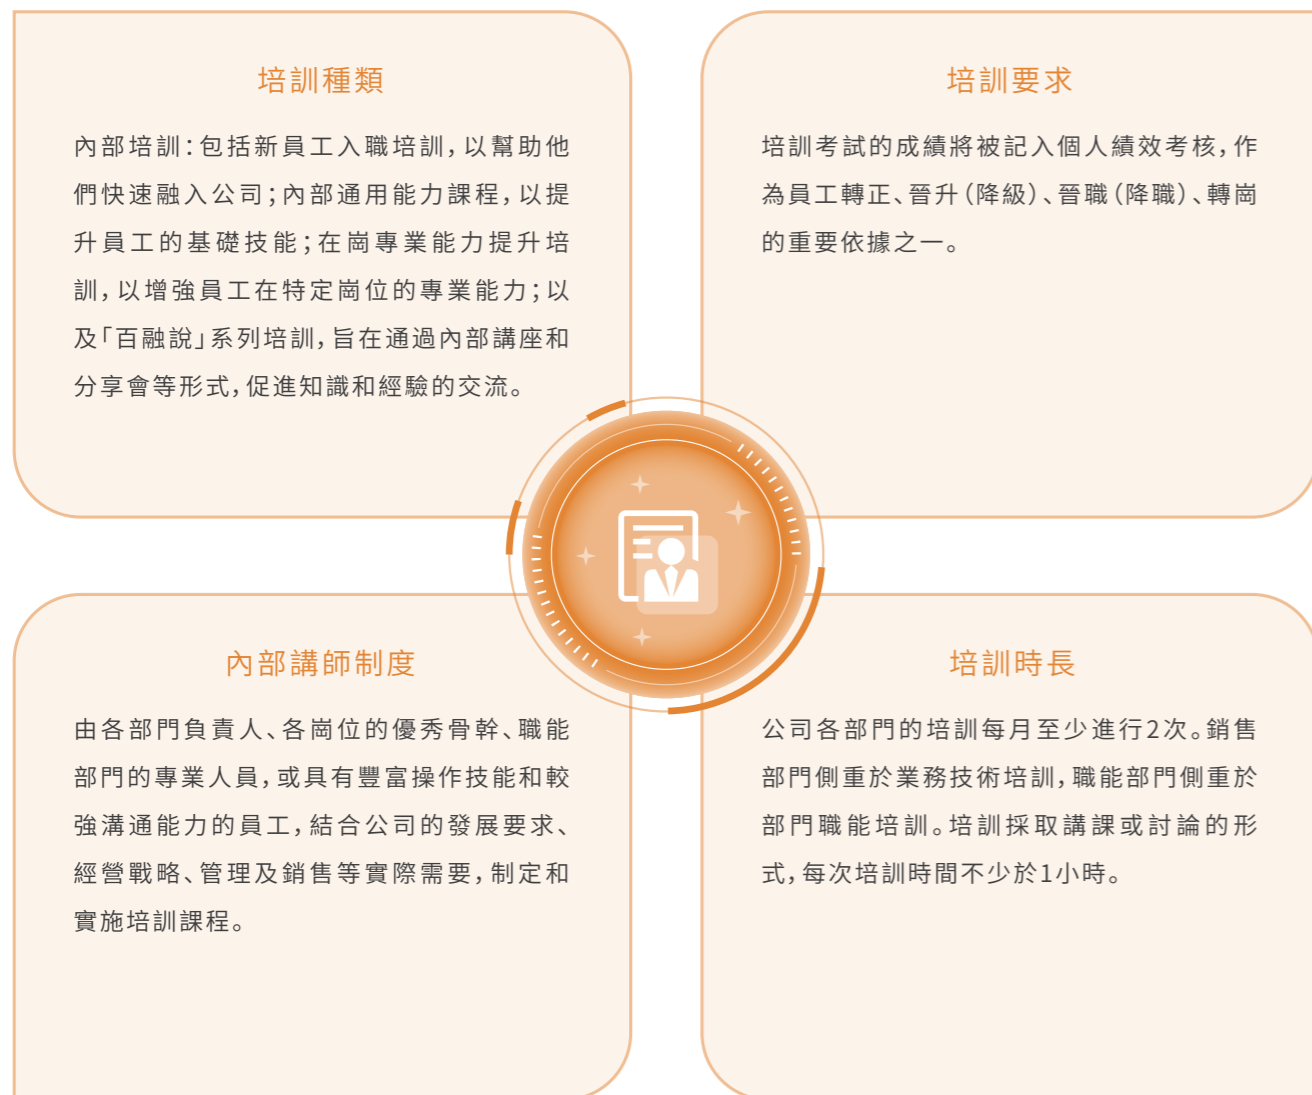 培訓種類
內部培訓：包括新員工入職培訓，以幫助他
們快速融入公司；內部通用能力課程，以提
升員工的基礎技能；在崗專業能力提升培
訓，以增強員工在特定崗位的專業能力；以
及「百融說」系列培訓，旨在通過內部講座和
分享會等形式，促進知識和經驗的交流。
培訓要求
培訓考試的成績將被記入個人績效考核，作
為員工轉正、晉升（降級）、晉職（降職）、轉崗
的重要依據之一。
內部講師制度
由各部門負責人、各崗位的優秀骨幹、職能
部門的專業人員，或具有豐富操作技能和較
強溝通能力的員工，結合公司的發展要求、
經營戰略、管理及銷售等實際需要，制定和
實施培訓課程。
培訓時長
公司各部門的培訓每月至少進行2次。銷售
部門側重於業務技術培訓，職能部門側重於
部門職能培訓。培訓採取講課或討論的形
式，每次培訓時間不少於1小時。